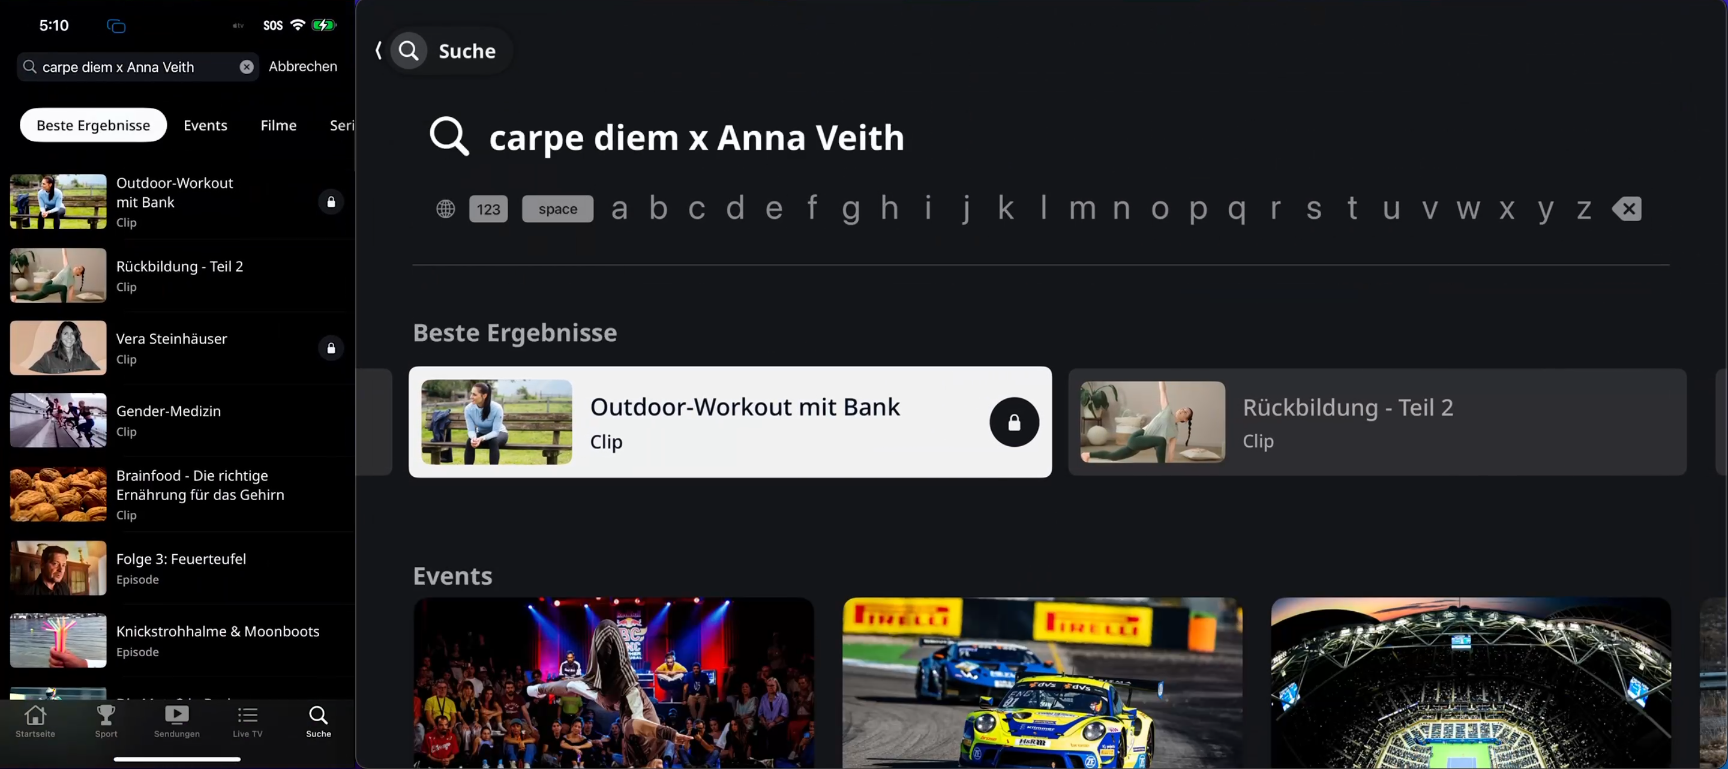 5:10
SOS
carpe diem x Anna Veith
Abbrechen
Beste Ergebnisse
Events
Filme
Seri
Outdoor-Workout
mit Bank
Clip
Rückbildung - Teil 2
Clip
Vera Steinhäuser
Clip
Gender-Medizin
Clip
Brainfood - Die richtige
Ernährung für das Gehirn
Clip
Folge 3: Feuerteufel
Episode
Knickstrohhalme & Moonboots
Episode
Startseite
Sport
Sendungen
Live TV
Suche
Suche
carpe diem x Anna Veith
123 space a b c d e f g h i j k l m n o p q r s t u v w x y z
Beste Ergebnisse
Outdoor-Workout mit Bank
Clip
Rückbildung - Teil 2
Clip
Events
PIRELLI
PIRELLI